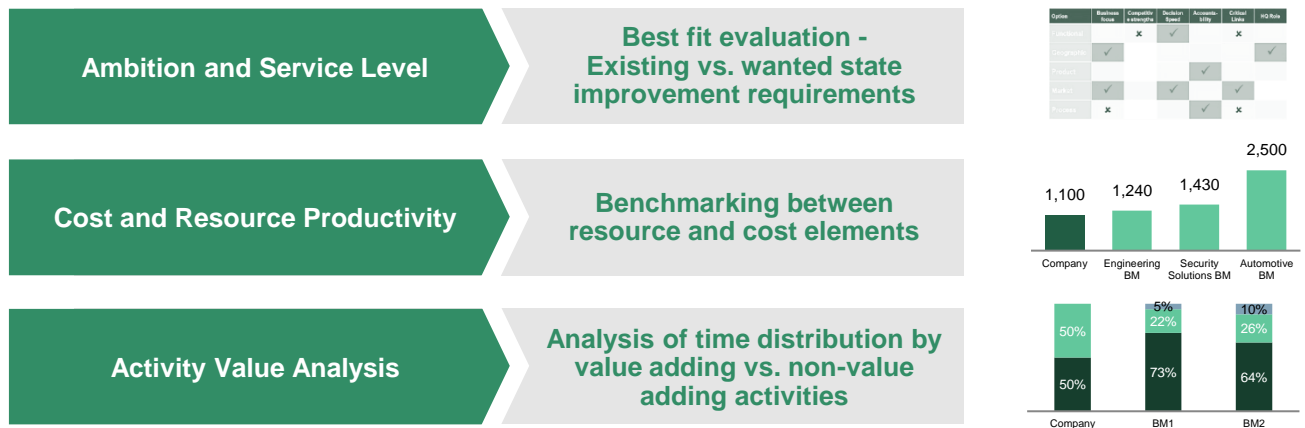 Ambition and Service Level
Best fit evaluation -
Existing vs. wanted state
improvement requirements
Option
Business
focus
Competitiv
e strengths
Decision
Speed
Accounta-
bility
Critical
Links
HQ Role
Functional
Geographic
Product
Market
Process
Cost and Resource Productivity
Benchmarking between
resource and cost elements
1,100
1,240
1,430
2,500
Company
Engineering
BM
Security
Solutions BM
Automotive
BM
Activity Value Analysis
Analysis of time distribution by
value adding vs. non-value
adding activities
50%
50%
5%
22%
73%
10%
26%
64%
Company
BM1
BM2